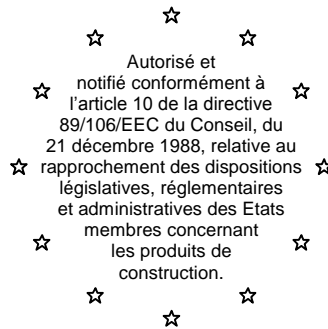 Autorisé et
notifié conformément à
l'article 10 de la directive
89/106/EEC du Conseil, du
21 décembre 1988, relative au
rapprochement des dispositions
législatives, réglementaires
et administratives des Etats
membres concernant
les produits de
construction.